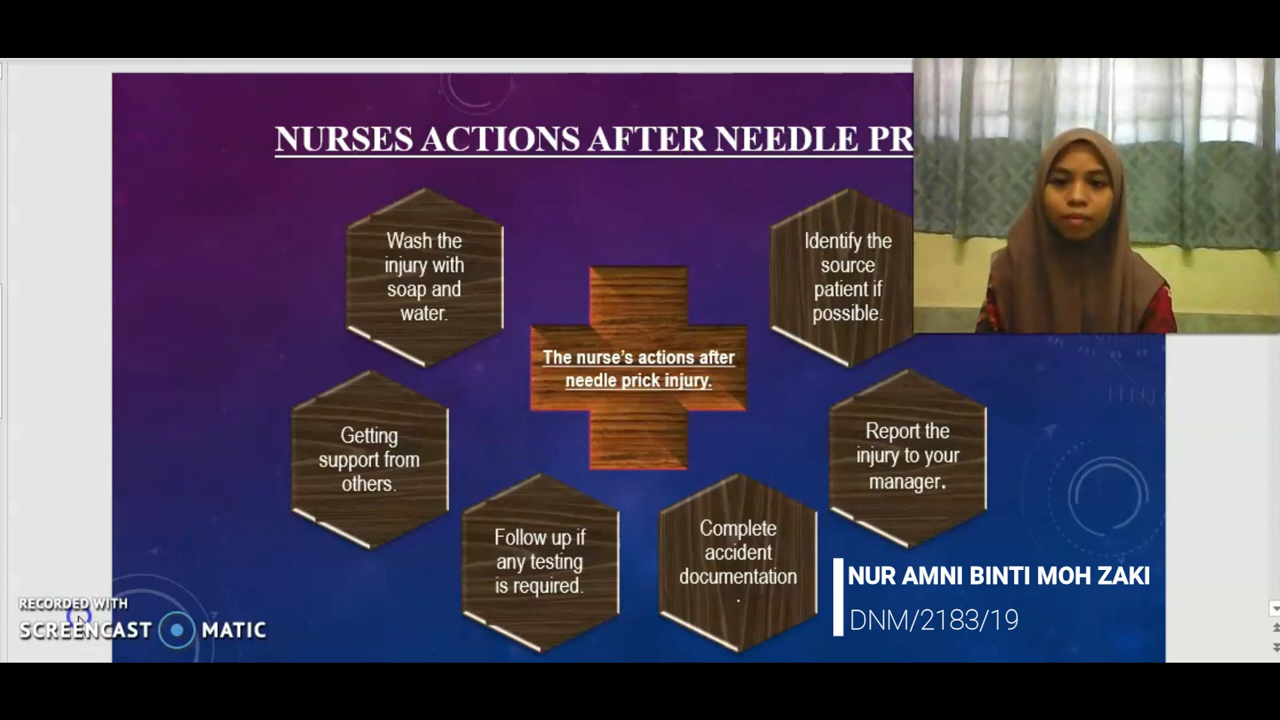 NURSES ACTIONS AFTER NEEDLE PR
Wash the
injury with
soap and
water.
Identify the
source
patient if
possible.
The nurse's actions after
needle prick injury.
Getting
support from
others.
Report the
injury to your
manager.
Follow up if
any testing
is required.
Complete
accident
documentation
.
NUR AMNI BINTI MOH ZAKI
DNM/2183/19
RECORDED WITH
SCREENCAST MATIC